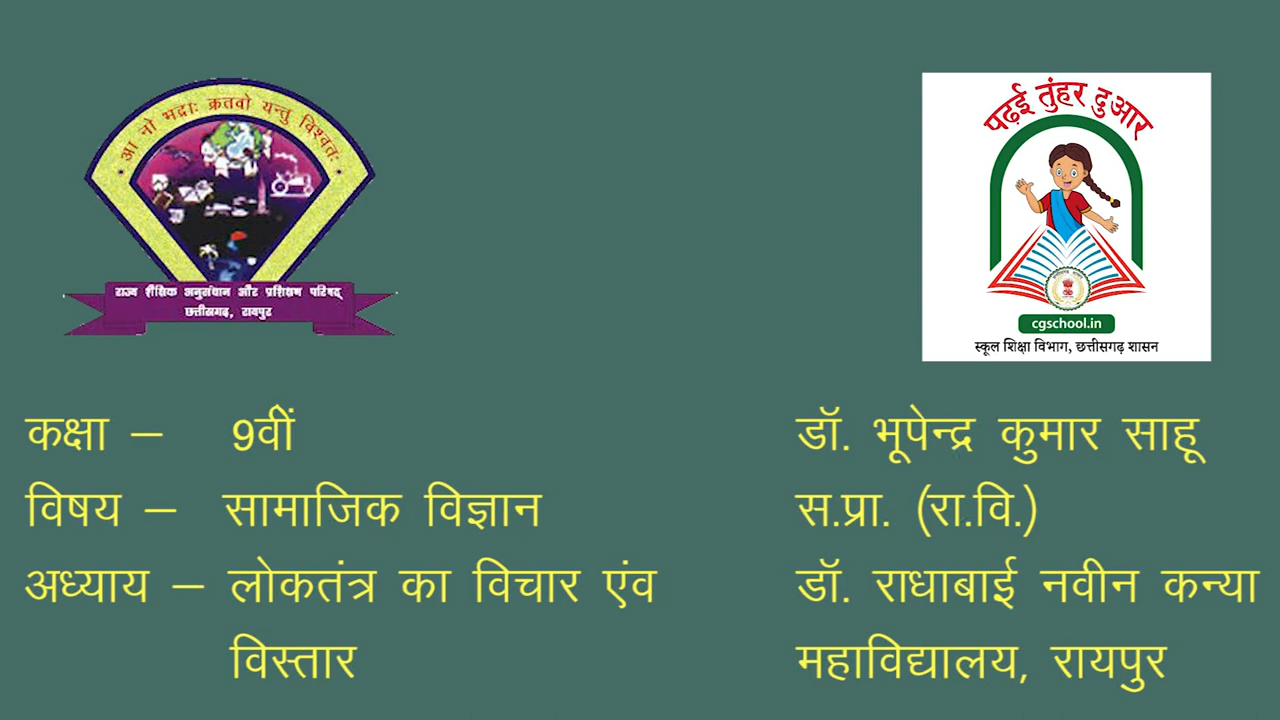 आ नो भद्राः क्रतवो यन्तु विश्वतः
राज्य शैक्षिक अनुसंधान और प्रशिक्षण परिषद्
छत्तीसगढ़, रायपुर
पढ़ई तुंहर दुआर
cgschool.in
स्कूल शिक्षा विभाग, छत्तीसगढ़ शासन
कक्षा – 9वीं
विषय – सामाजिक विज्ञान
अध्याय – लोकतंत्र का विचार एंव
विस्तार
डॉ. भूपेन्द्र कुमार साहू
स.प्रा. (रा.वि.)
डॉ. राधाबाई नवीन कन्या
महाविद्यालय, रायपुर